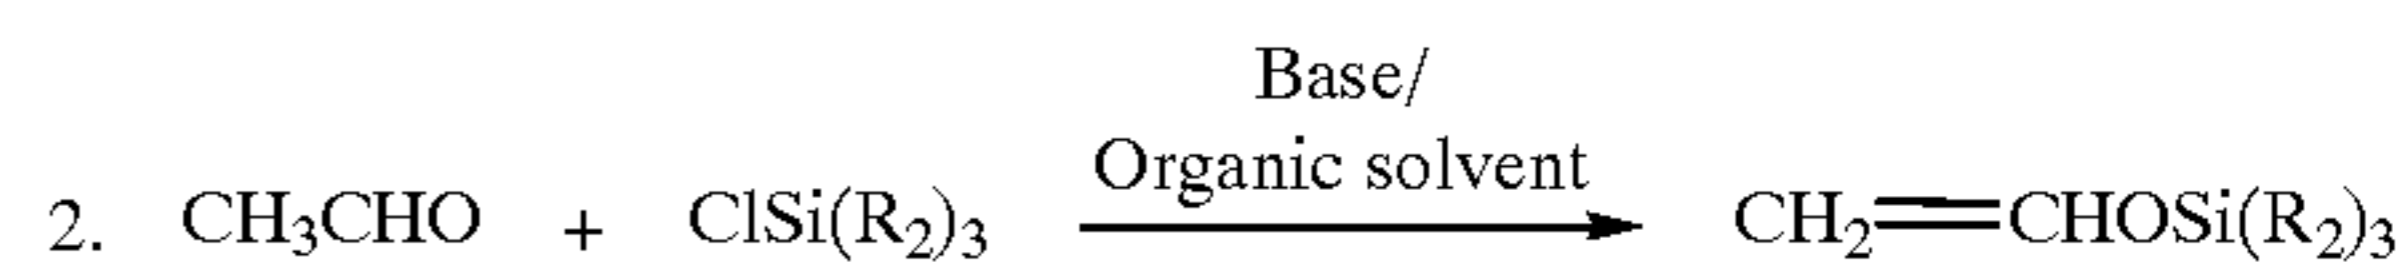 Base/
Organic solvent
2. CH₃CHO + ClSi(R₂)₃ CH₂=CHOSi(R₂)₃